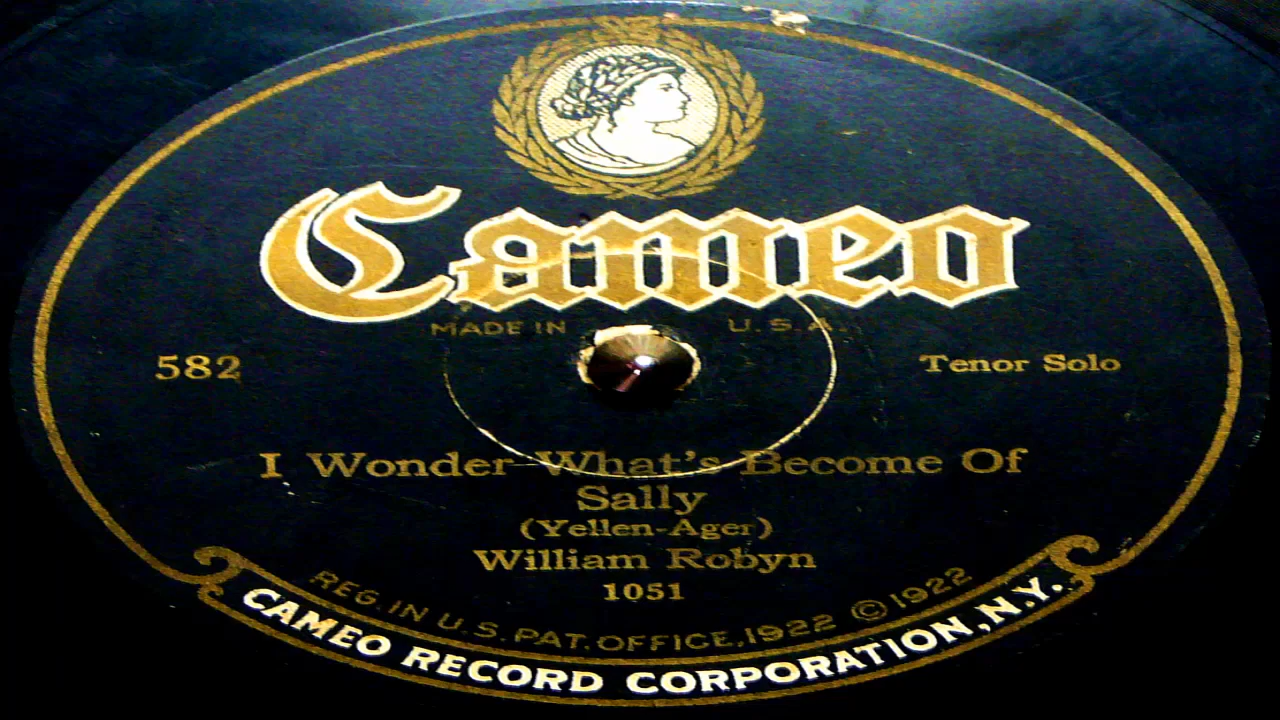 Cameo
MADE IN U.S.A.
582
Tenor Solo
I Wonder What's Become Of
Sally
(Yellen-Ager)
William Robyn
1051
REG. IN U.S. PAT. OFFICE, 1922 © 1922
CAMEO RECORD CORPORATION, N.Y.